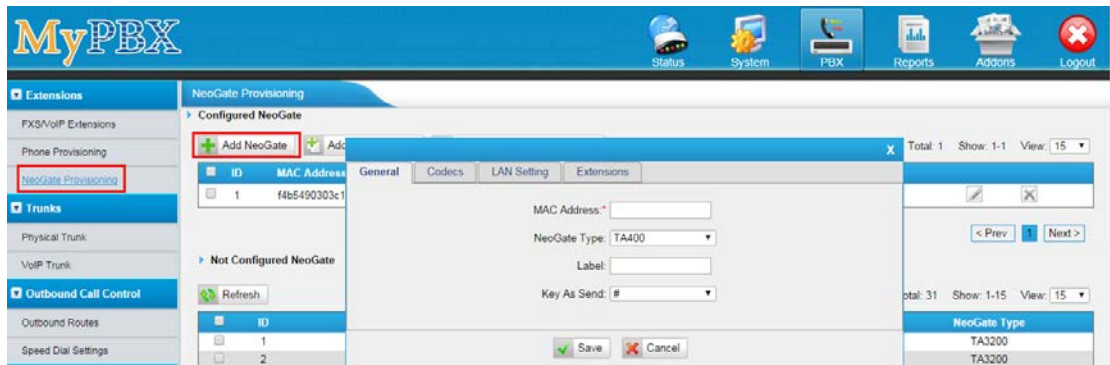 MyPBX
Status System PBX Reports Addons Logout
Extensions
FXS/VoIP Extensions
Phone Provisioning
NeoGate Provisioning
Trunks
Physical Trunk
VoIP Trunk
Outbound Call Control
Outbound Routes
Speed Dial Settings
NeoGate Provisioning
Configured NeoGate
Add NeoGate Add
Total: 1 Show: 1-1 View: 15
ID MAC Address
1 f4b5490303c1
< Prev 1 Next >
Not Configured NeoGate
Refresh
otal: 31 Show: 1-15 View: 15
ID NeoGate Type
1 TA3200
2 TA3200
X
General Codecs LAN Setting Extensions
MAC Address:*
NeoGate Type: TA400
Label:
Key As Send: #
Save Cancel